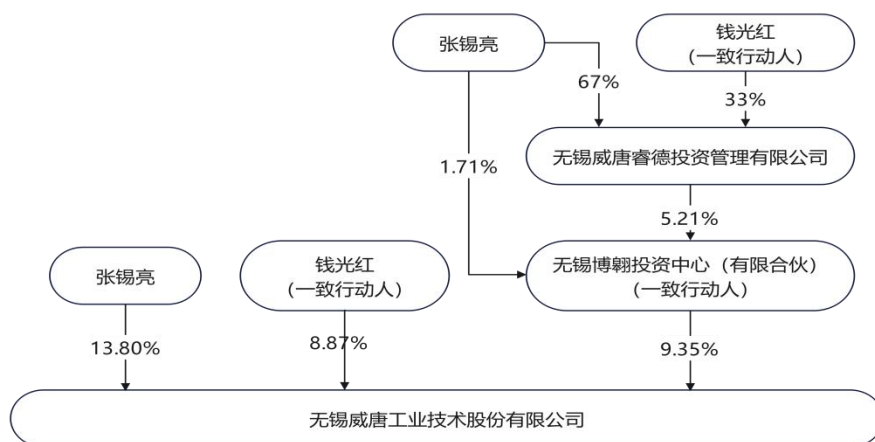 张锡亮
钱光红
(一致行动人)
67%
33%
无锡威唐睿德投资管理有限公司
1.71%
5.21%
张锡亮
钱光红
(一致行动人)
无锡博翱投资中心（有限合伙）
(一致行动人)
13.80%
8.87%
9.35%
无锡威唐工业技术股份有限公司